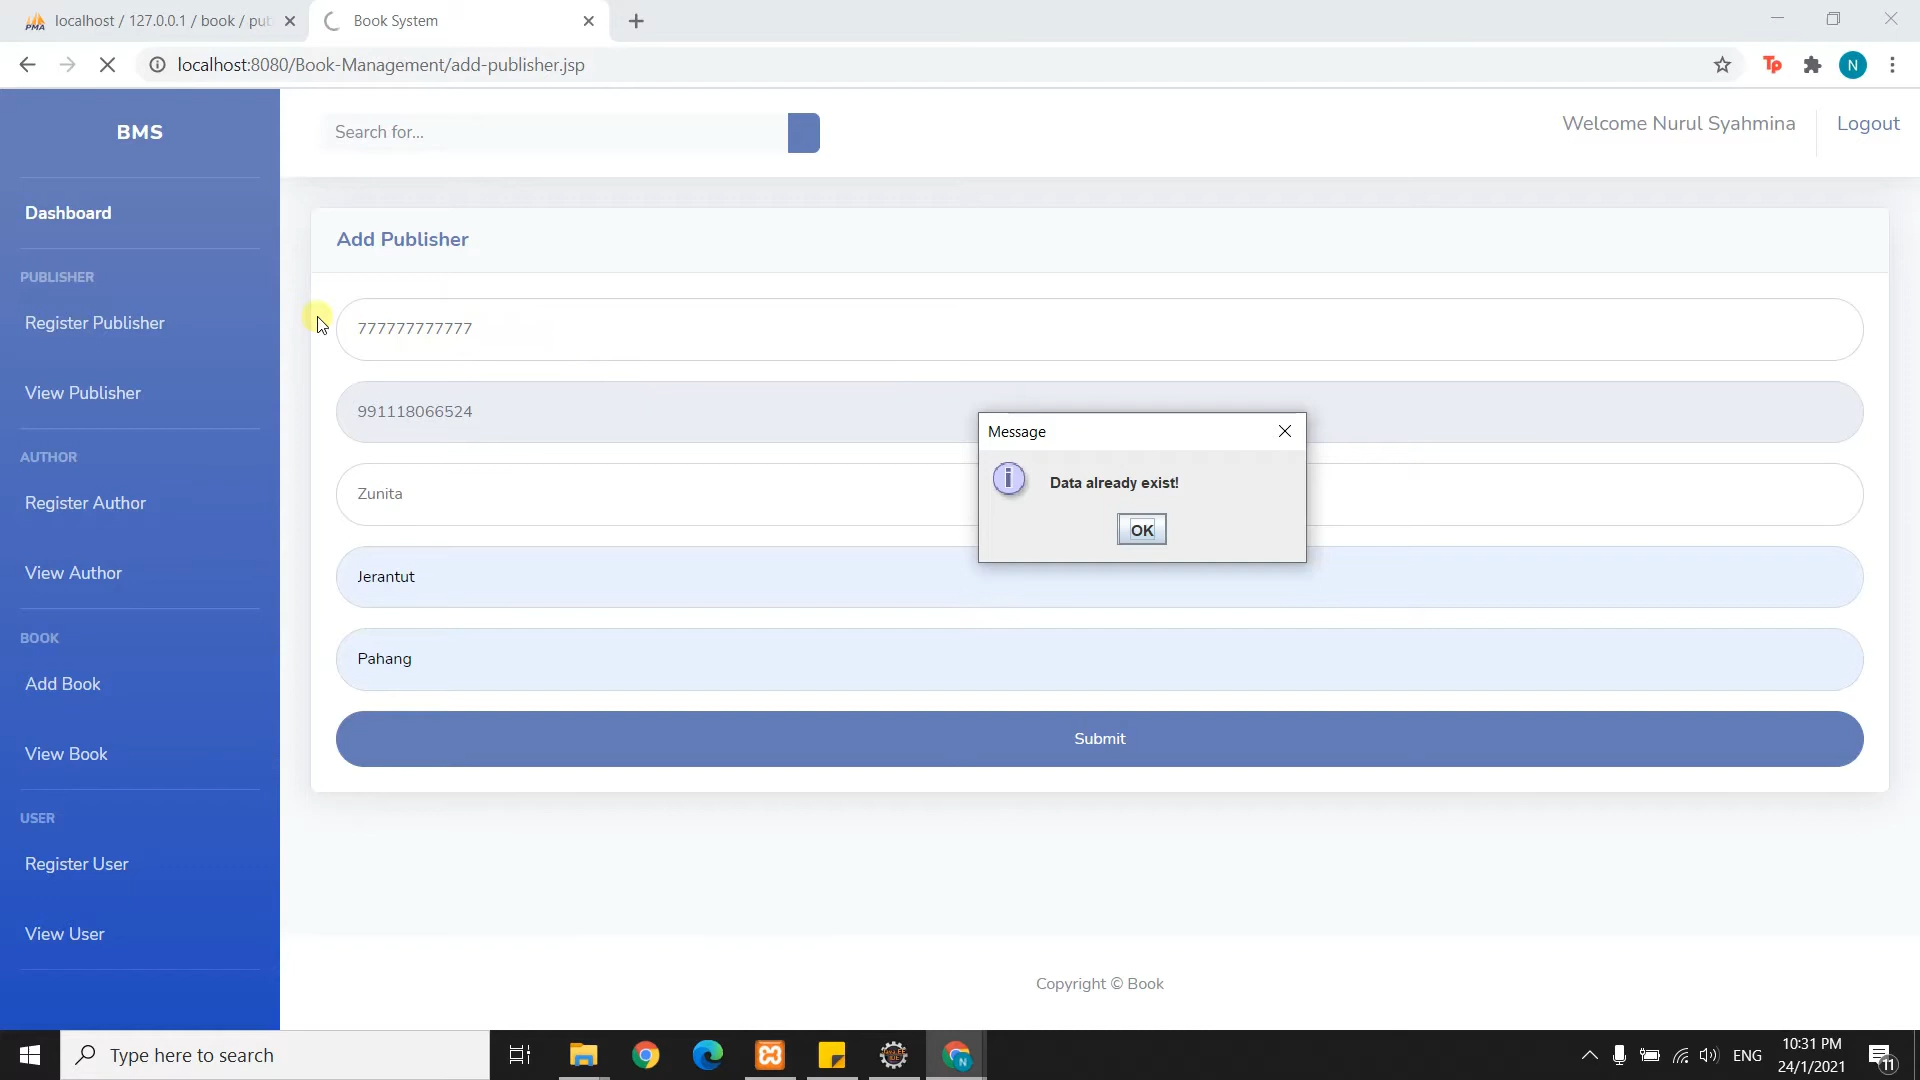 localhost / 127.0.0.1 / book / pub
Book System
localhost:8080/Book-Management/add-publisher.jsp
Tp
N
BMS
Search for...
Welcome Nurul Syahmina
Logout
Dashboard
Add Publisher
PUBLISHER
Register Publisher
777777777777
View Publisher
991118066524
Message
Data already exist!
OK
AUTHOR
Register Author
Zunita
View Author
Jerantut
BOOK
Pahang
Add Book
Submit
View Book
USER
Register User
View User
Copyright © Book
Type here to search
N
ENG
10:31 PM
24/1/2021
11